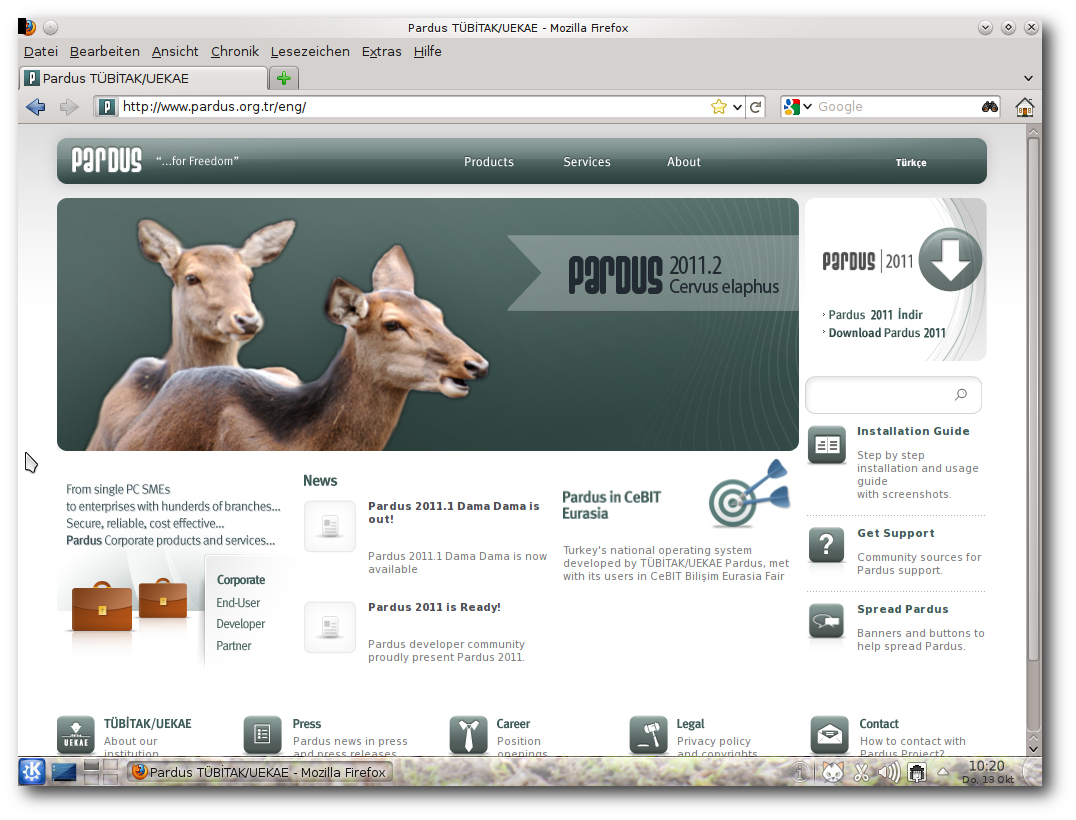 Pardus TÜBİTAK/UEKAE - Mozilla Firefox
Datei Bearbeiten Ansicht Chronik Lesezeichen Extras Hilfe
Pardus TÜBİTAK/UEKAE
http://www.pardus.org.tr/eng/
Google
PARDUS "...for Freedom" Products Services About Türkçe
PARDUS 2011.2
Cervus elaphus
PARDUS 2011
Pardus 2011 İndir
Download Pardus 2011
From single PC SMEs
to enterprises with hunderds of branches...
Secure, reliable, cost effective...
Pardus Corporate products and services...
Corporate
End-User
Developer
Partner
News
Pardus 2011.1 Dama Dama is
out!
Pardus 2011.1 Dama Dama is now
available
Pardus 2011 is Ready!
Pardus developer community
proudly present Pardus 2011.
Pardus in CeBIT
Eurasia
Turkey's national operating system
developed by TÜBİTAK/UEKAE Pardus, met
with its users in CeBIT Bilişim Eurasia Fair
Installation Guide
Step by step
installation and usage
guide
with screenshots.
Get Support
Community sources for
Pardus support.
Spread Pardus
Banners and buttons to
help spread Pardus.
UEKAE
TÜBİTAK/UEKAE
About our
institution
Press
Pardus news in press
and press releases
Career
Position
openings
Legal
Privacy policy
and copyrights
Contact
How to contact with
Pardus Project?
Pardus TÜBİTAK/UEKAE - Mozilla Firefox
10:20
Do, 13 Okt